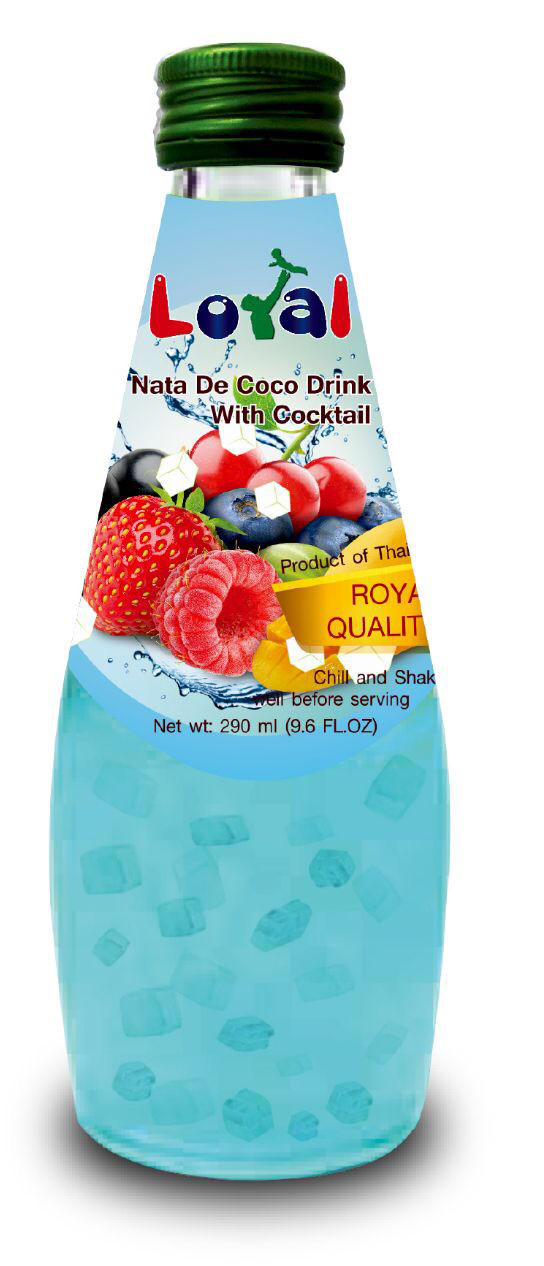 Loyal
Nata De Coco Drink
With Cocktail
Product of Thai
ROYA
QUALIT
Chill and Shak
well before serving
Net wt: 290 ml (9.6 FL.OZ)